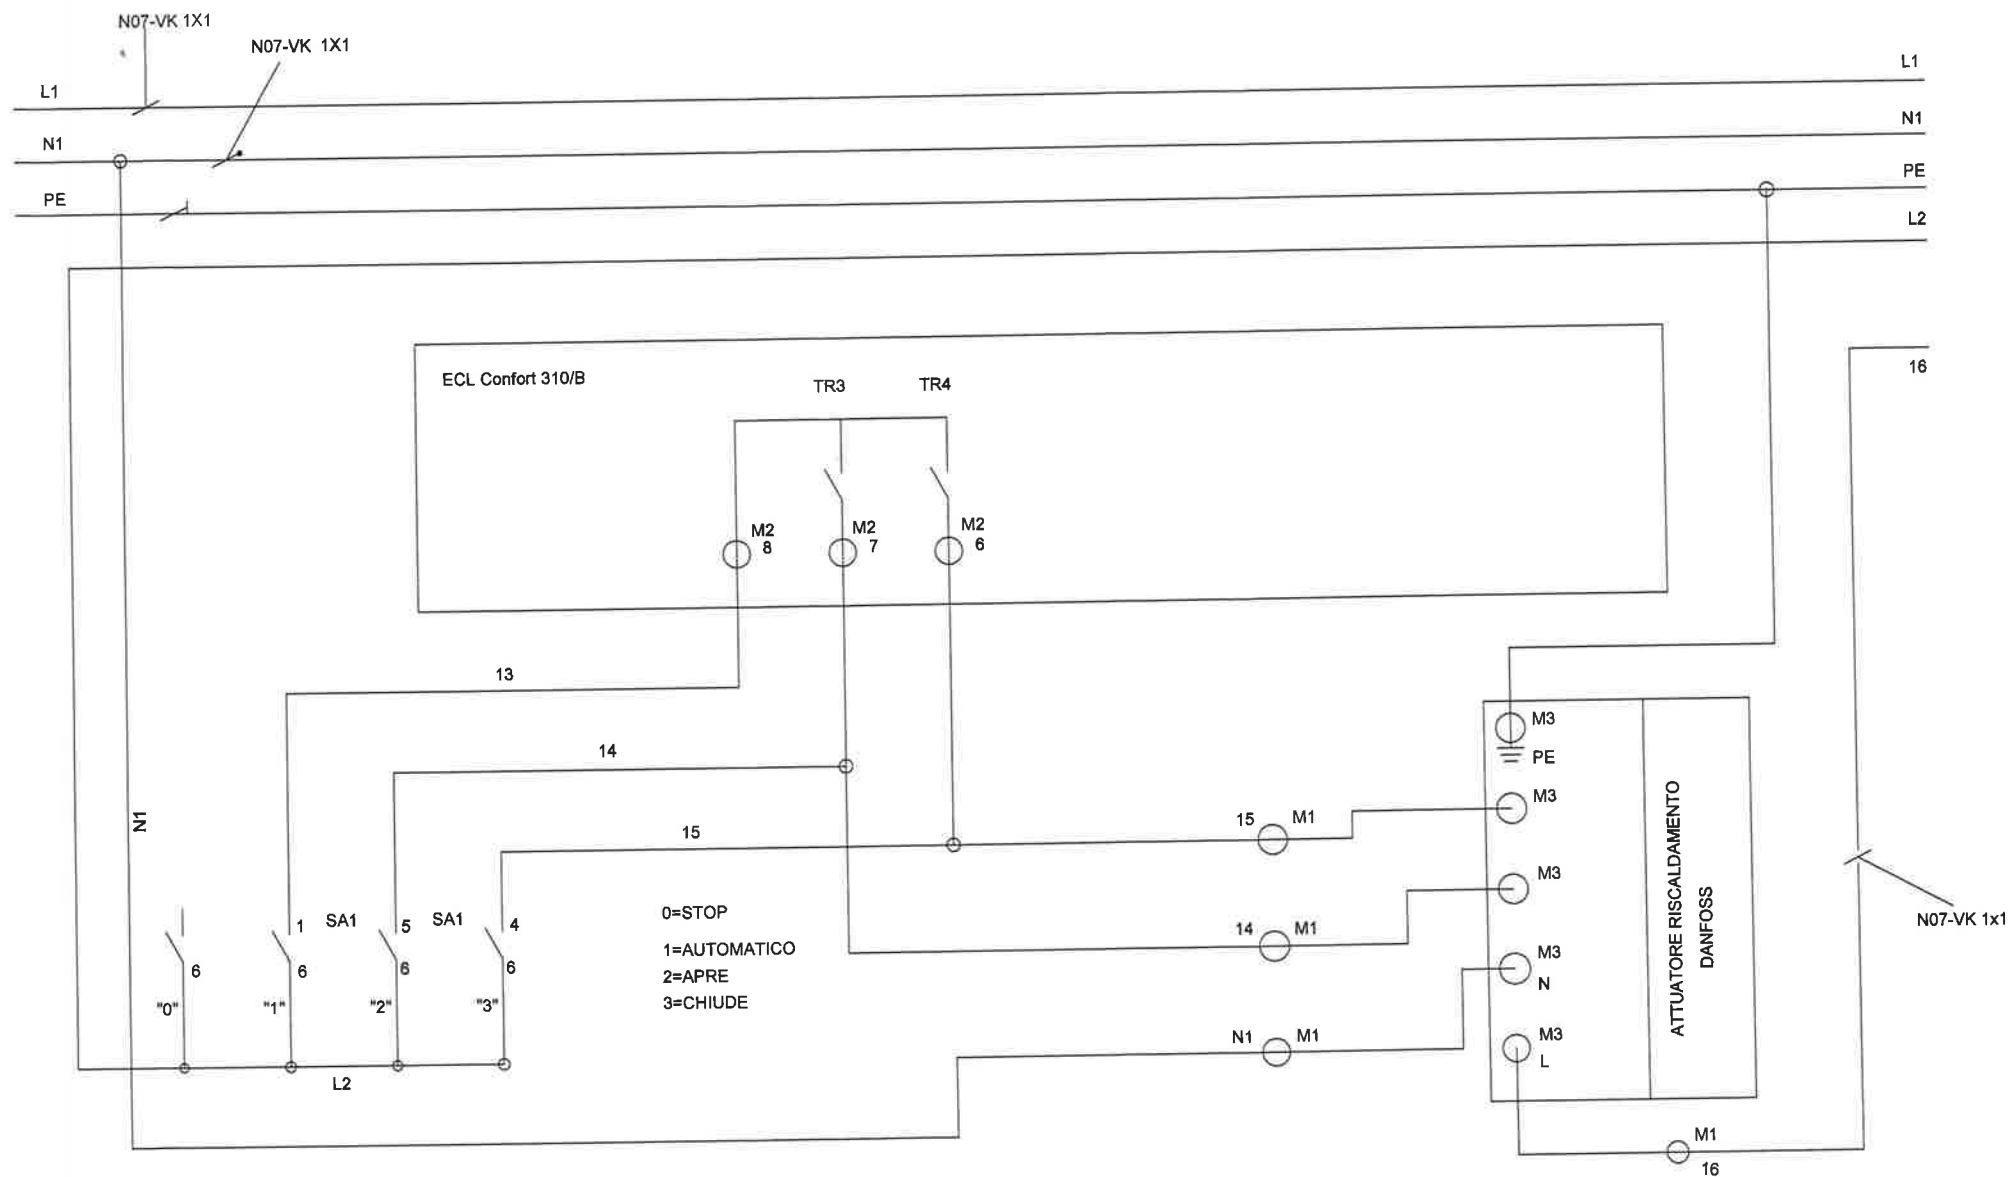 N07-VK 1X1
N07-VK 1X1
L1
L1
N1
N1
PE
PE
L2
ECL Confort 310/B
TR3
TR4
16
M2
8
M2
7
M2
6
13
14
15
N1
M3
PE
M3
15 M1
M3
14 M1
M3
N
N1 M1
M3
L
ATTUATORE RISCALDAMENTO
DANFOSS
N07-VK 1x1
1
SA1
5
SA1
4
6
6
6
6
"0"
"1"
"2"
"3"
0=STOP
1=AUTOMATICO
2=APRE
3=CHIUDE
L2
M1
16